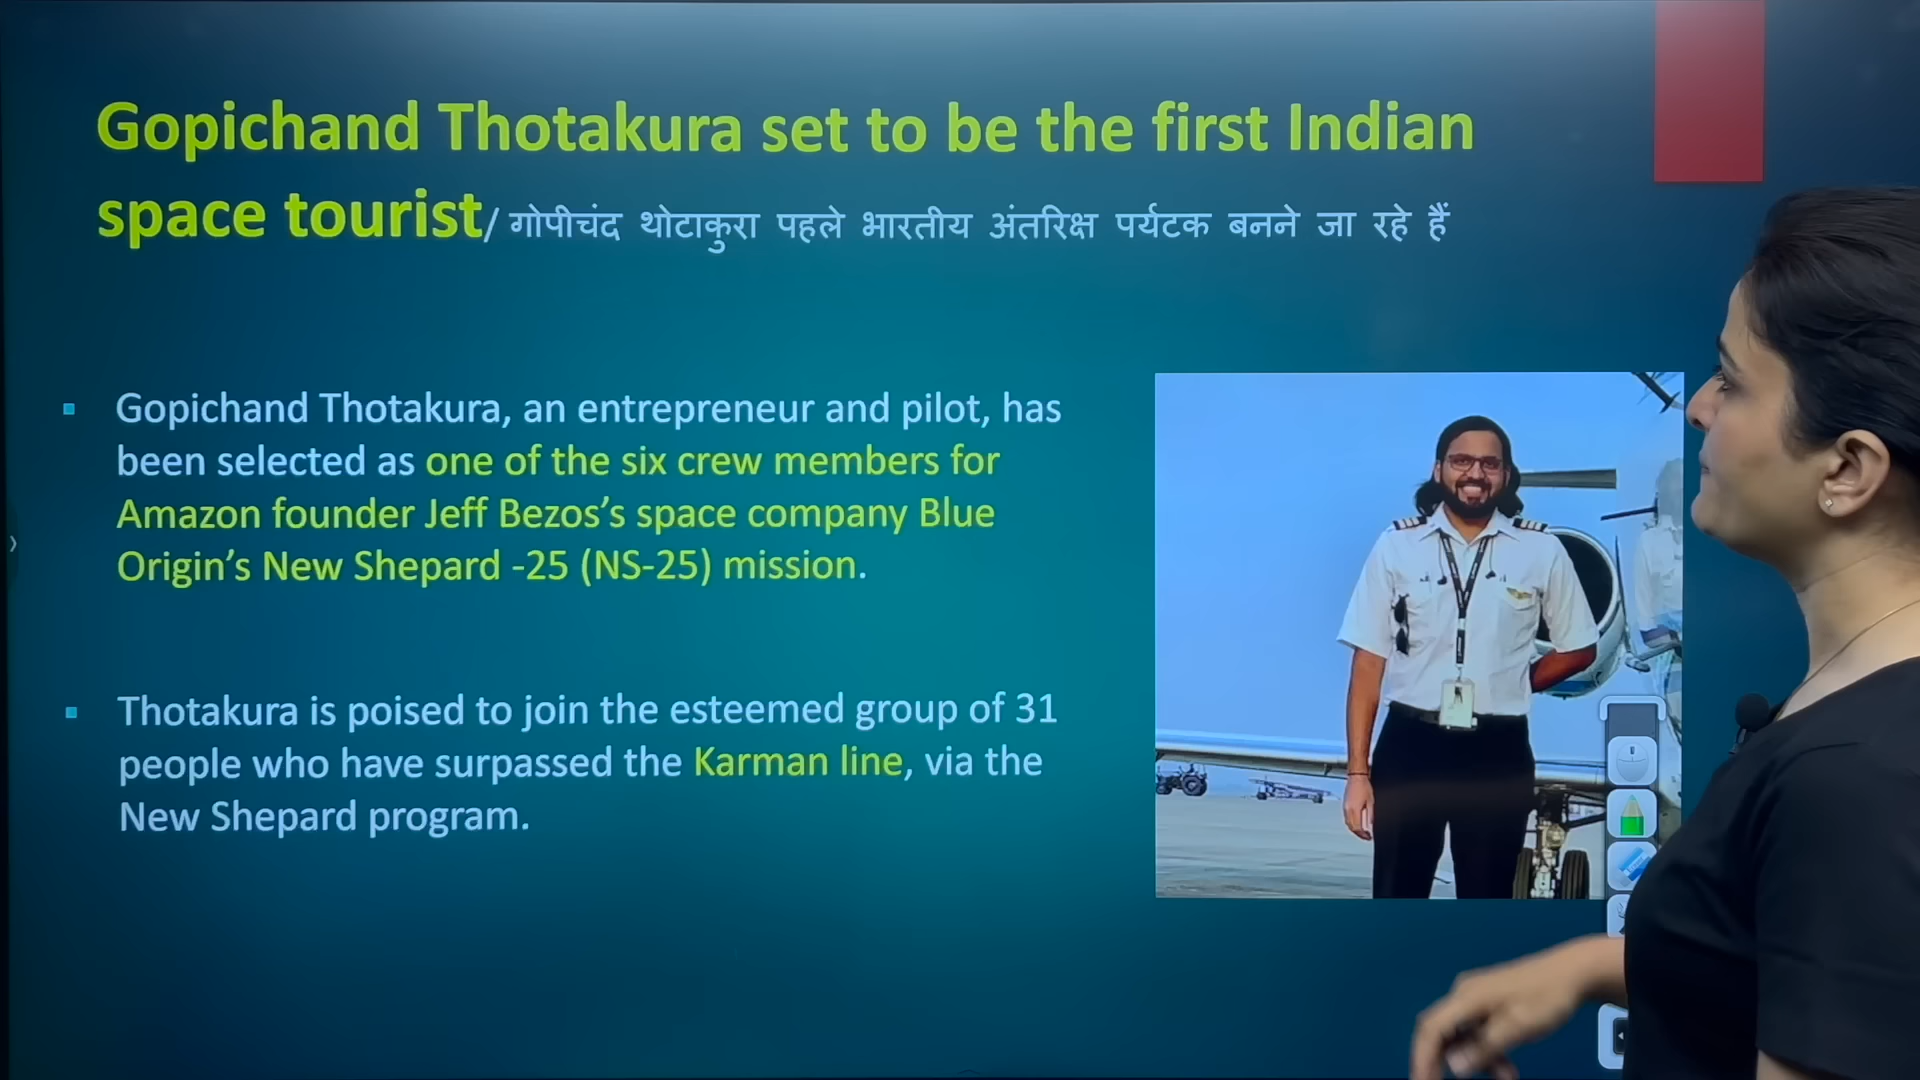 Gopichand Thotakura set to be the first Indian
space tourist/ गोपीचंद थोटाकुरा पहले भारतीय अंतरिक्ष पर्यटक बनने जा रहे हैं
Gopichand Thotakura, an entrepreneur and pilot, has
been selected as one of the six crew members for
Amazon founder Jeff Bezos’s space company Blue
Origin’s New Shepard -25 (NS-25) mission.
Thotakura is poised to join the esteemed group of 31
people who have surpassed the Karman line, via the
New Shepard program.